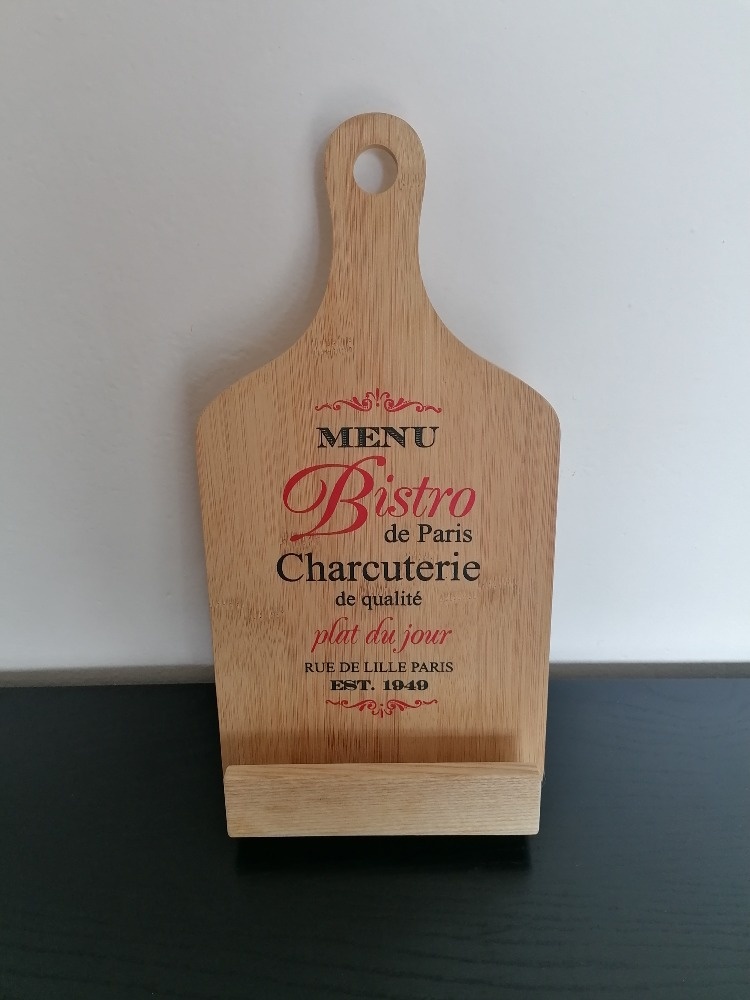 MENU
Bistro
de Paris
Charcuterie
de qualité
plat du jour
RUE DE LILLE PARIS
EST. 1949